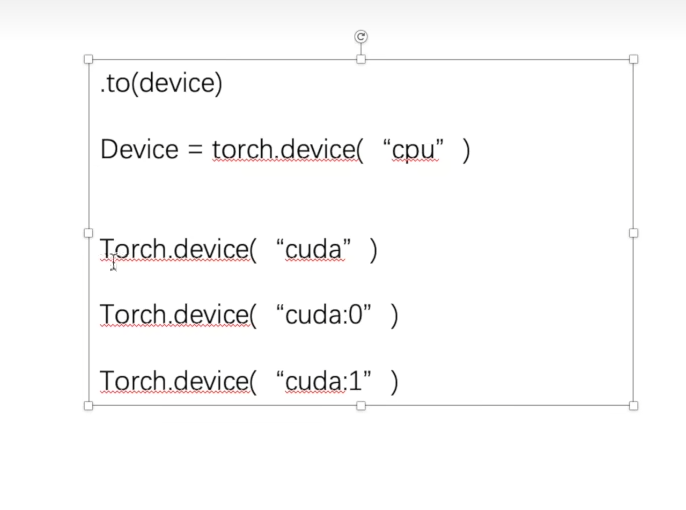 .to(device)
Device = torch.device( “cpu” )
Torch.device( “cuda” )
Torch.device( “cuda:0” )
Torch.device( “cuda:1” )